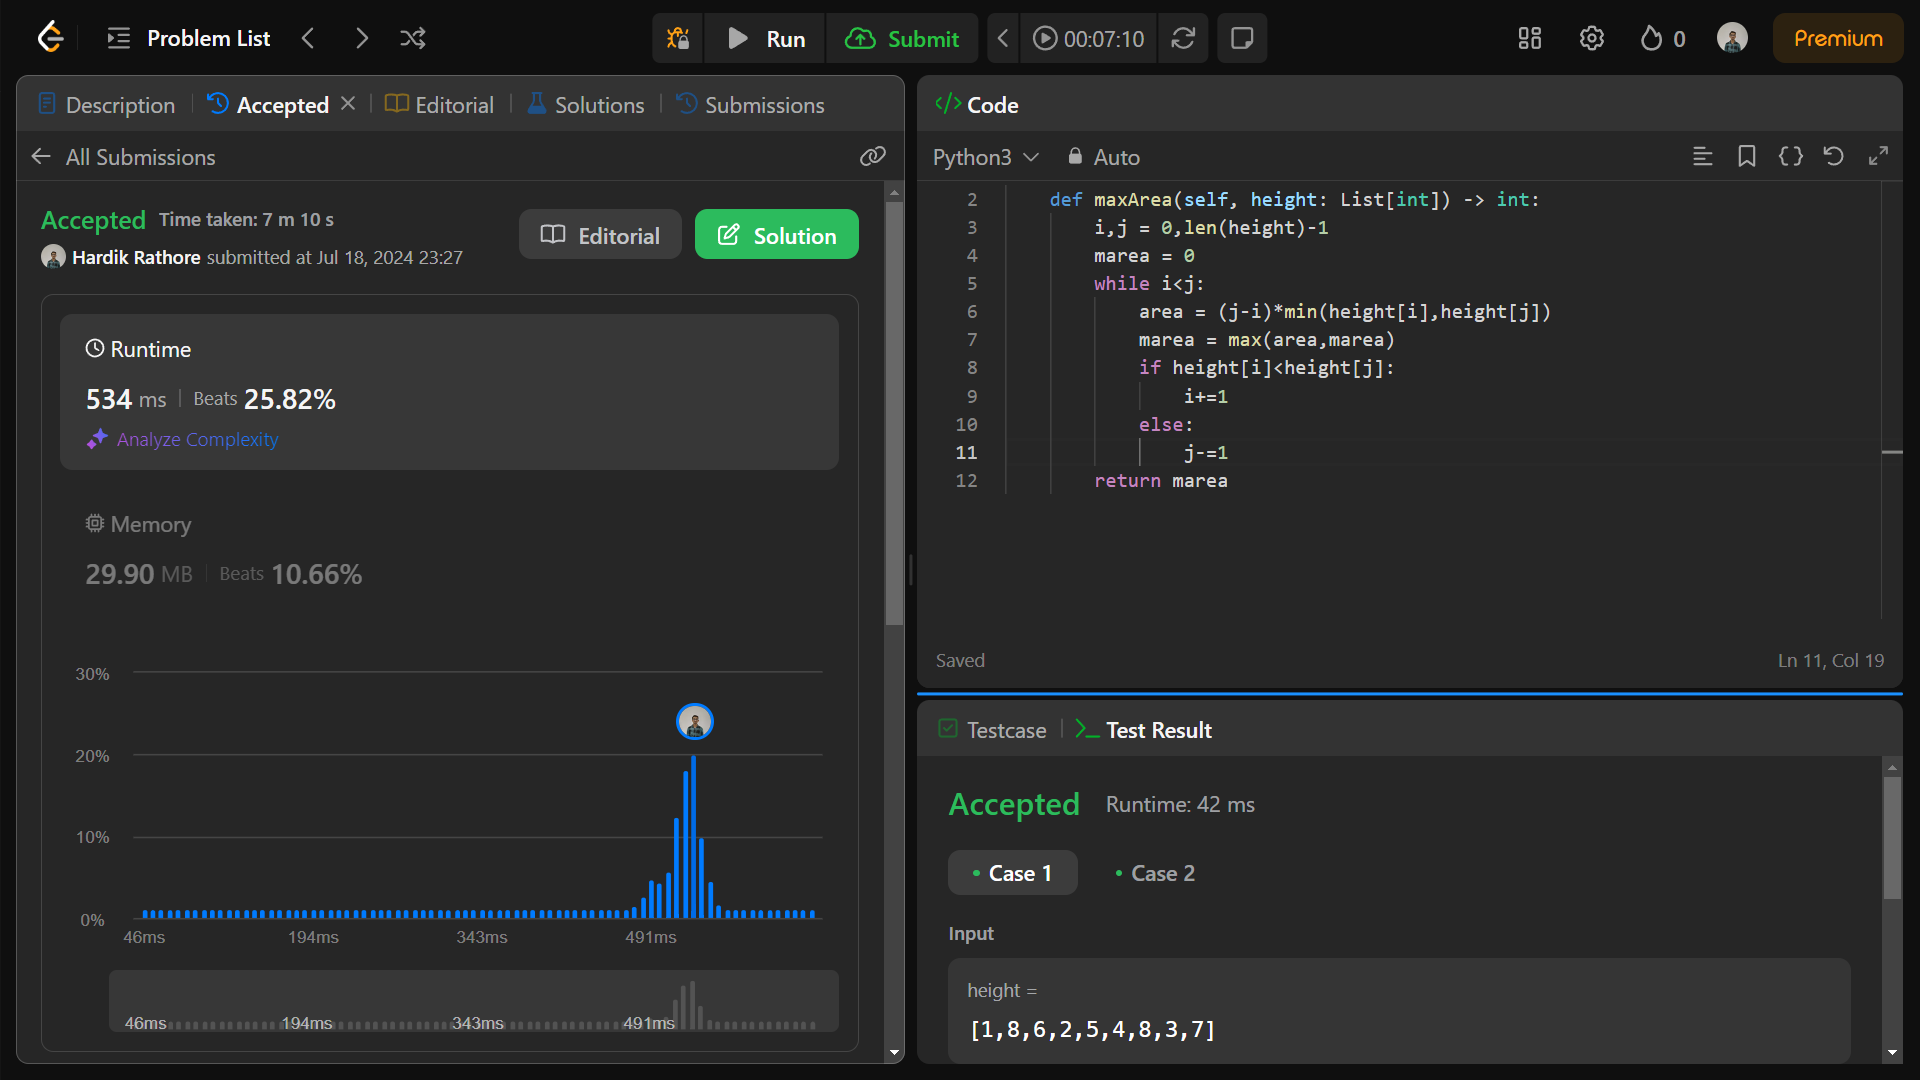 Problem List
Run
Submit
00:07:10
0
Premium
Description
Accepted
Editorial
Solutions
Submissions
All Submissions
Accepted Time taken: 7 m 10 s
Hardik Rathore submitted at Jul 18, 2024 23:27
Editorial
Solution
Runtime
534 ms Beats 25.82%
Analyze Complexity
Memory
29.90 MB Beats 10.66%
30%
20%
10%
0%
46ms 194ms 343ms 491ms
46ms 194ms 343ms 491ms
</> Code
Python3 Auto
2 def maxArea(self, height: List[int]) -> int:
3 i,j = 0,len(height)-1
4 marea = 0
5 while i<j:
6 area = (j-i)*min(height[i],height[j])
7 marea = max(area,marea)
8 if height[i]<height[j]:
9 i+=1
10 else:
11 j-=1
12 return marea
Saved
Ln 11, Col 19
Testcase
Test Result
Accepted Runtime: 42 ms
Case 1
Case 2
Input
height =
[1,8,6,2,5,4,8,3,7]